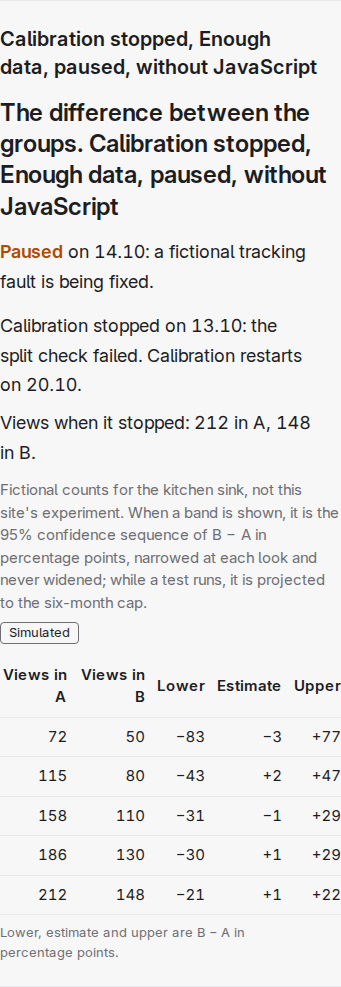 Calibration stopped, Enough
data, paused, without JavaScript
The difference between the
groups. Calibration stopped,
Enough data, paused, without
JavaScript
Paused on 14.10: a fictional tracking
fault is being fixed.
Calibration stopped on 13.10: the
split check failed. Calibration restarts
on 20.10.
Views when it stopped: 212 in A, 148
in B.
Fictional counts for the kitchen sink, not this
site's experiment. When a band is shown, it is the
95% confidence sequence of B − A in
percentage points, narrowed at each look and
never widened; while a test runs, it is projected
to the six-month cap.
Simulated
Views in A Views in B Lower Estimate Upper
72 50 −83 −3 +77
115 80 −43 +2 +47
158 110 −31 −1 +29
186 130 −30 +1 +29
212 148 −21 +1 +22
Lower, estimate and upper are B − A in
percentage points.